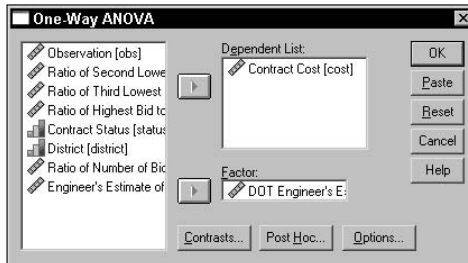 One-Way ANOVA
Observation [obs]
Ratio of Second Lowe
Ratio of Third Lowest
Ratio of Highest Bid to
Contract Status [status
District [district]
Ratio of Number of Bid
Engineer's Estimate of
Dependent List:
Contract Cost [cost]
Factor:
DOT Engineer's E
Contrasts...
Post Hoc...
Options...
OK
Paste
Reset
Cancel
Help